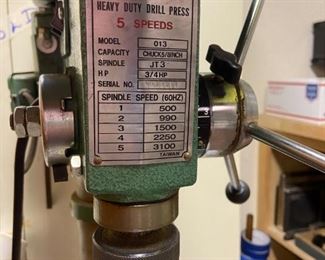 HEAVY DUTY DRILL PRESS
5 SPEEDS
MODEL 013
CAPACITY CHUCK5/8INCH
SPINDLE JT3
HP 3/4HP
SERIAL NO.
SPINDLE SPEED (60HZ)
1 500
2 990
3 1500
4 2250
5 3100
TAIWAN